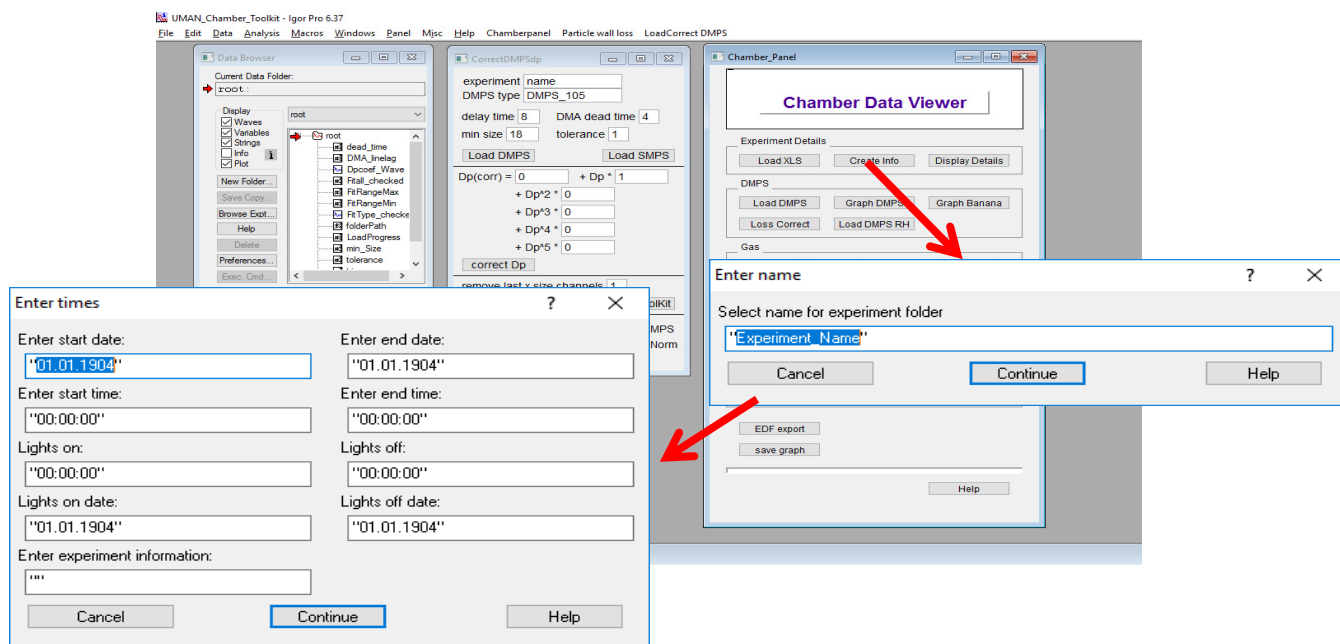 UMAN_Chamber_Toolkit - Igor Pro 6.37
File Edit Data Analysis Macros Windows Panel Misc Help Chamberpanel Particle wall loss LoadCorrect DMPS
Data Browser
Current Data Folder:
root:
Display
Waves
Variables
Strings
Info
i
Plot
New Folder...
Save Copy...
Browse Expt...
Help
Delete
Preferences...
Exec. Cmd...
root
root
dead_time
DMA_linelag
Dpcoef_Wave
Fitall_checked
FitRangeMax
FitRangeMin
FitType_checke
folderPath
LoadProgress
min_Size
tolerance
CorrectDMPSdp
experiment name
DMPS type DMPS_105
delay time 8 DMA dead time 4
min size 18 tolerance 1
Load DMPS Load SMPS
Dp(corr) = 0 + Dp * 1
+ Dp^2 * 0
+ Dp^3 * 0
+ Dp^4 * 0
+ Dp^5 * 0
correct Dp
remove last x size channels 1
olKit
MPS
Norm
Chamber_Panel
Chamber Data Viewer
Experiment Details
Load XLS Create Info Display Details
DMPS
Load DMPS Graph DMPS Graph Banana
Loss Correct Load DMPS RH
Gas
EDF export
save graph
Help
Enter name ?
Select name for experiment folder
"Experiment_Name"
Cancel Continue Help
Enter times ?
Enter start date: Enter end date:
"01.01.1904" "01.01.1904"
Enter start time: Enter end time:
"00:00:00" "00:00:00"
Lights on: Lights off:
"00:00:00" "00:00:00"
Lights on date: Lights off date:
"01.01.1904" "01.01.1904"
Enter experiment information:
""
Cancel Continue Help